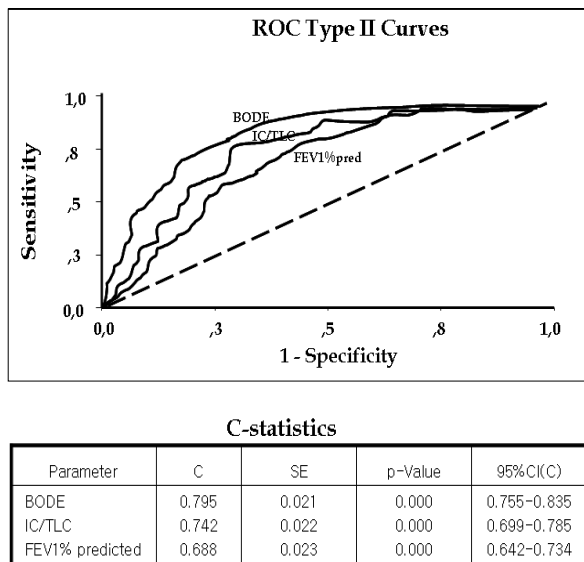 ROC Type II Curves
1,0
,8
,5
,3
0,0
Sensitivity
BODE
IC/TLC
FEV1%pred
0,0 ,3 ,5 ,8 1,0
1 - Specificity
C-statistics
Parameter C SE p-Value 95%CI(C)
BODE 0.795 0.021 0.000 0.755-0.835
IC/TLC 0.742 0.022 0.000 0.699-0.785
FEV1% predicted 0.688 0.023 0.000 0.642-0.734